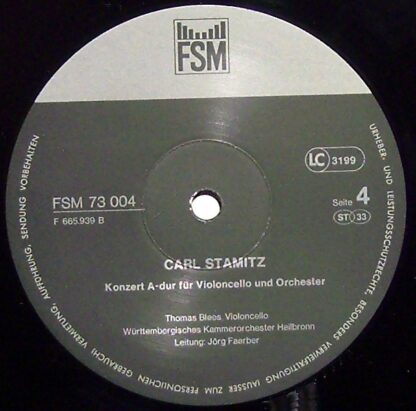 FSM
LC 3199
FSM 73 004
F 665.939 B
Seite 4
ST 33
CARL STAMITZ
Konzert A-dur für Violoncello und Orchester
Thomas Blees, Violoncello
Württembergisches Kammerorchester Heilbronn
Leitung: Jörg Faerber
URHEBER- UND LEISTUNGSSCHUTZRECHTE, BESONDERS VERVIELFÄLTIGUNG (AUSSER ZUM PERSÖNLICHEN GEBRAUCH) VERMIETUNG, AUFFÜHRUNG, SENDUNG VORBEHALTEN